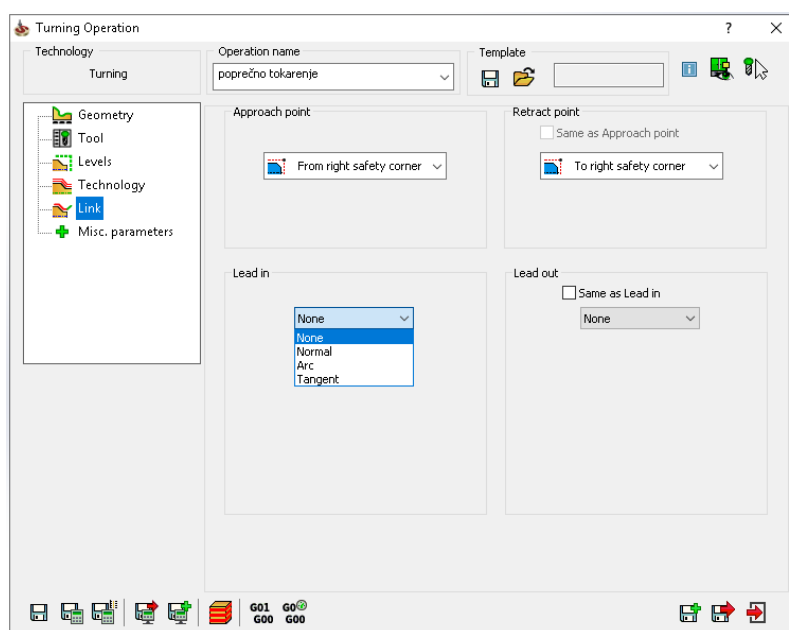 Turning Operation
?
Technology
Turning
Operation name
poprečno tokarenje
Template
Geometry
Tool
Levels
Technology
Link
Misc. parameters
Approach point
From right safety corner
Retract point
Same as Approach point
To right safety corner
Lead in
None
None
Normal
Arc
Tangent
Lead out
Same as Lead in
None
G01 G0
G00 G00